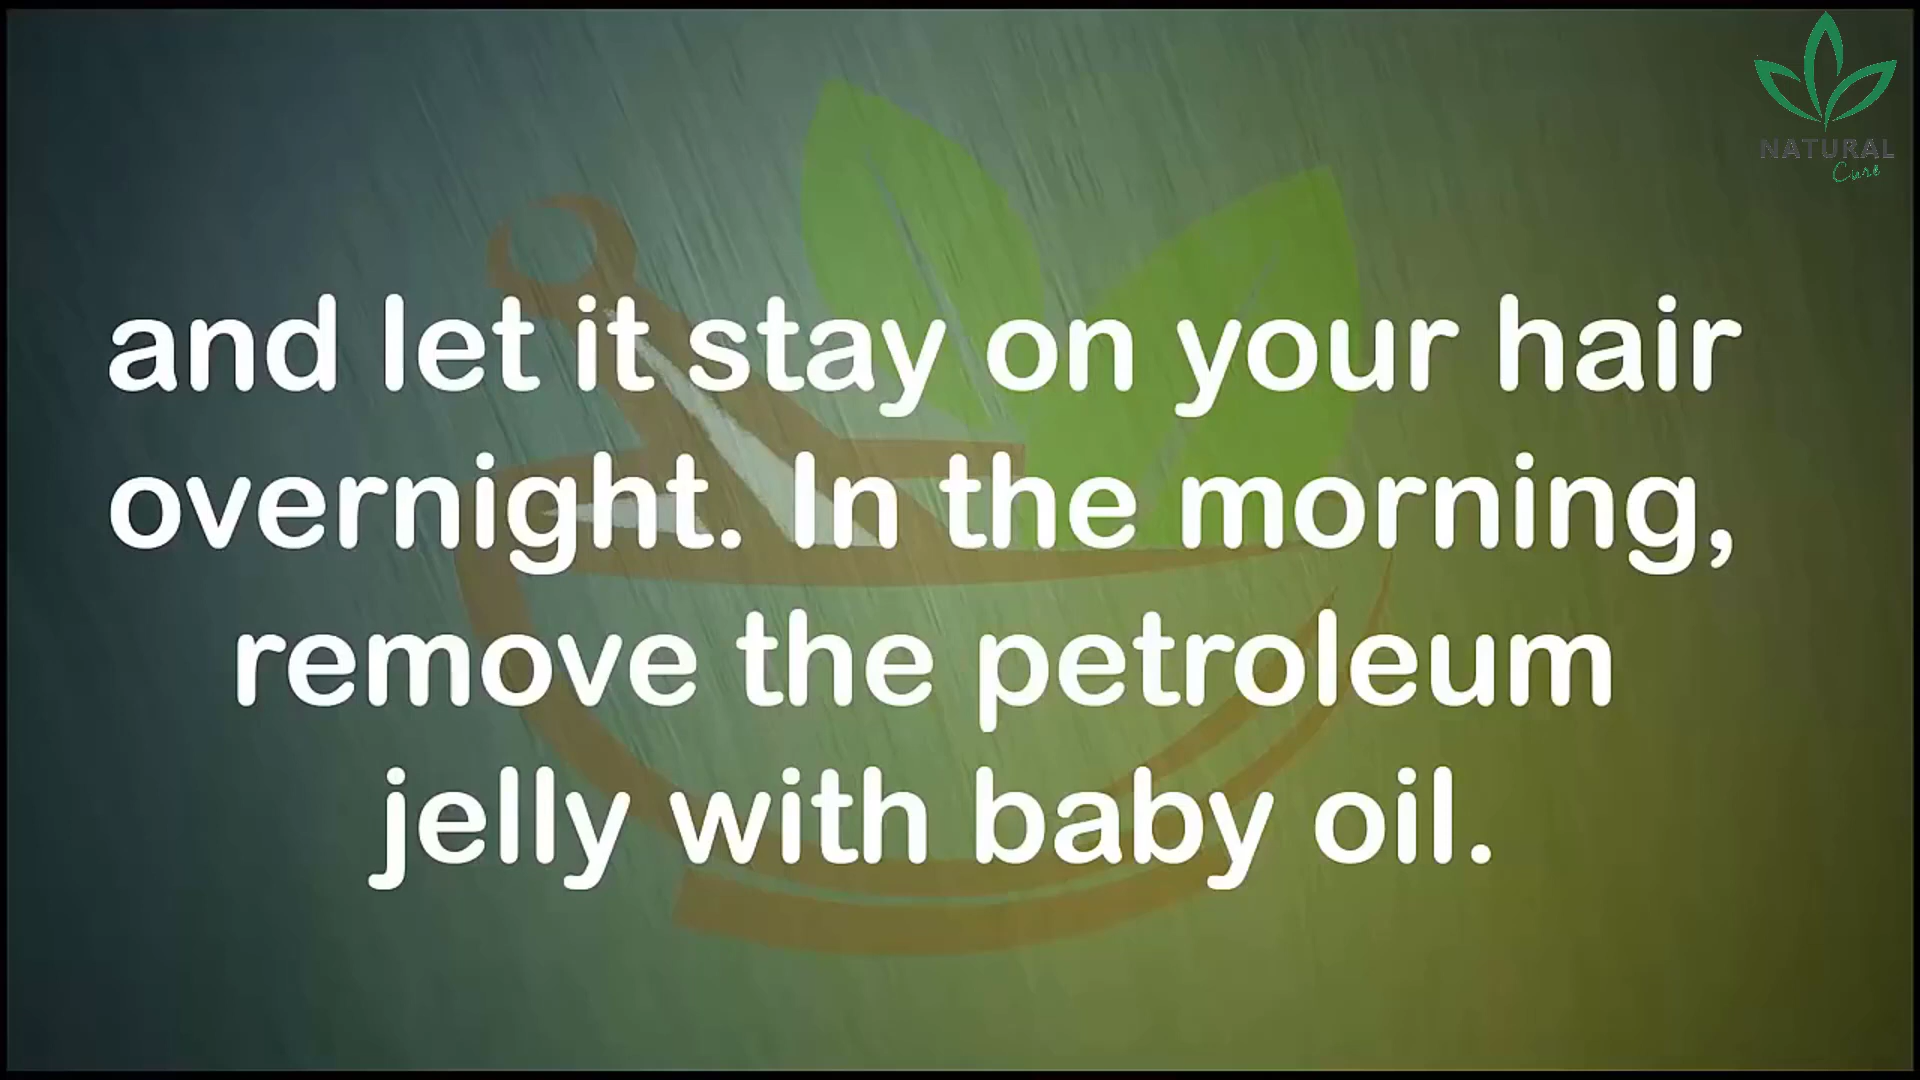 NATURAL
Cure
and let it stay on your hair
overnight. In the morning,
remove the petroleum
jelly with baby oil.